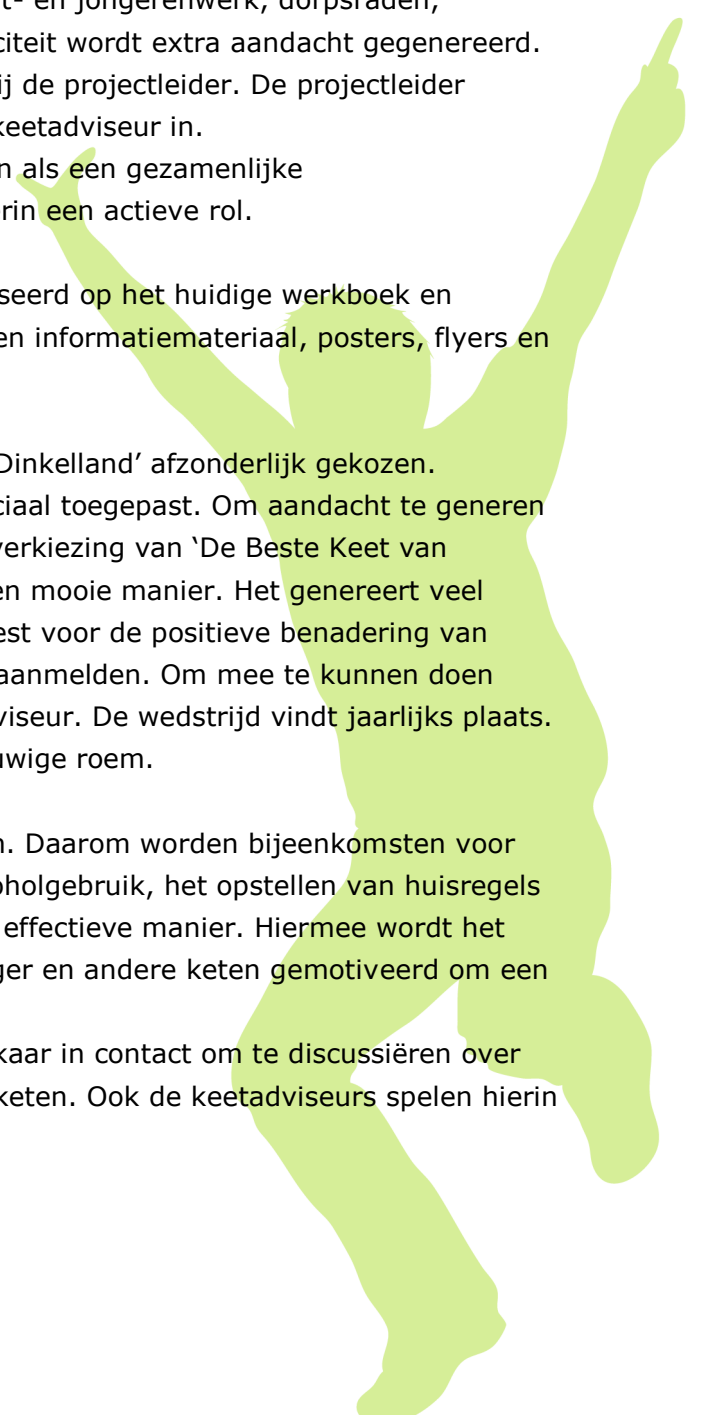 t- en jongerenwerk, dorpsraden,
citeit wordt extra aandacht gegenereerd.
ij de projectleider. De projectleider
keetadviseur in.
n als een gezamenlijke
erin een actieve rol.
seerd op het huidige werkboek en
en informatiemateriaal, posters, flyers en
Dinkelland’ afzonderlijk gekozen.
ciaal toegepast. Om aandacht te generen
verkiezing van ‘De Beste Keet van
en mooie manier. Het genereert veel
est voor de positieve benadering van
aanmelden. Om mee te kunnen doen
viseur. De wedstrijd vindt jaarlijks plaats.
uwige roem.
n. Daarom worden bijeenkomsten voor
oholgebruik, het opstellen van huisregels
effectieve manier. Hiermee wordt het
ger en andere keten gemotiveerd om een
kaar in contact om te discussiëren over
keten. Ook de keetadviseurs spelen hierin